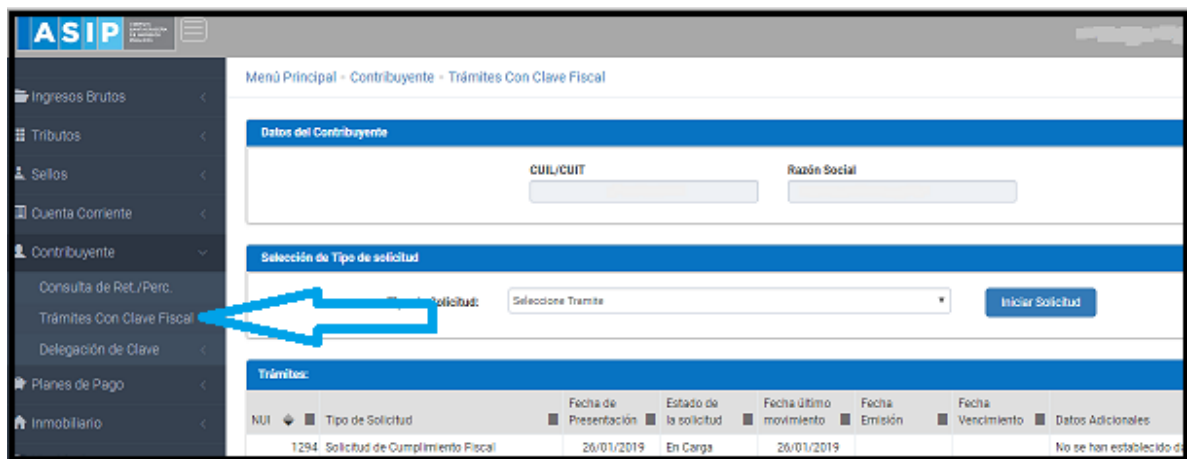 ASIP
Menú Principal - Contribuyente - Trámites Con Clave Fiscal
Ingresos Brutos
Tributos
Sellos
Cuenta Corriente
Contribuyente
Consulta de Ret./Perc.
Trámites Con Clave Fiscal
Delegación de Clave
Planes de Pago
Inmobiliario
Datos del Contribuyente
CUIL/CUIT
Razón Social
Selección de Tipo de solicitud
Solicitud:
Seleccione Tramite
Iniciar Solicitud
Trámites:
NUI
Tipo de Solicitud
Fecha de Presentación
Estado de la solicitud
Fecha último movimiento
Fecha Emisión
Fecha Vencimiento
Datos Adicionales
1294 Solicitud de Cumplimiento Fiscal 26/01/2019 En Carga 26/01/2019 No se han establecido